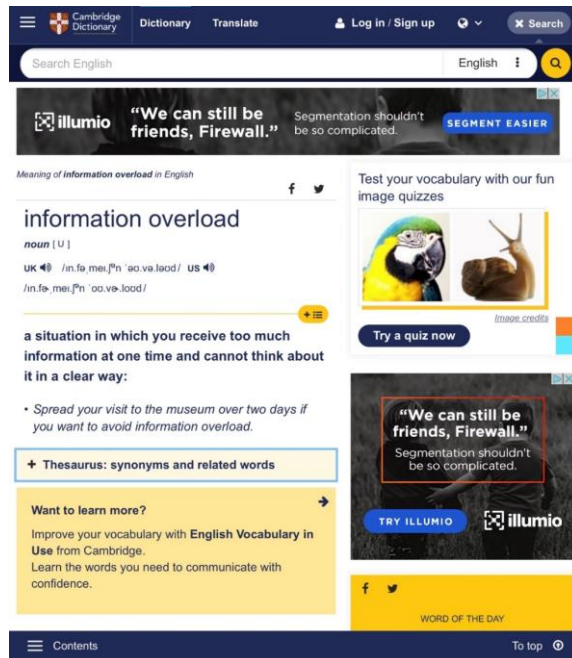 Cambridge
Dictionary
Dictionary
Translate
Log in / Sign up
Search
Search English
English
illumio
“We can still be
friends, Firewall.”
Segmentation shouldn't
be so complicated.
SEGMENT EASIER
Meaning of information overload in English
information overload
noun [ U ]
UK /ˌɪn.fəˈmeɪ.ʃən ˈəʊ.və.ləʊd/ US
/ˌɪn.fɚˈmeɪ.ʃən ˈoʊ.vɚ.loʊd/
a situation in which you receive too much
information at one time and cannot think about
it in a clear way:
• Spread your visit to the museum over two days if
you want to avoid information overload.
+ Thesaurus: synonyms and related words
Want to learn more?
Improve your vocabulary with English Vocabulary in
Use from Cambridge.
Learn the words you need to communicate with
confidence.
Test your vocabulary with our fun
image quizzes
Image credits
Try a quiz now
“We can still be
friends, Firewall.”
Segmentation shouldn't
be so complicated.
TRY ILLUMIO
illumio
WORD OF THE DAY
Contents
To top